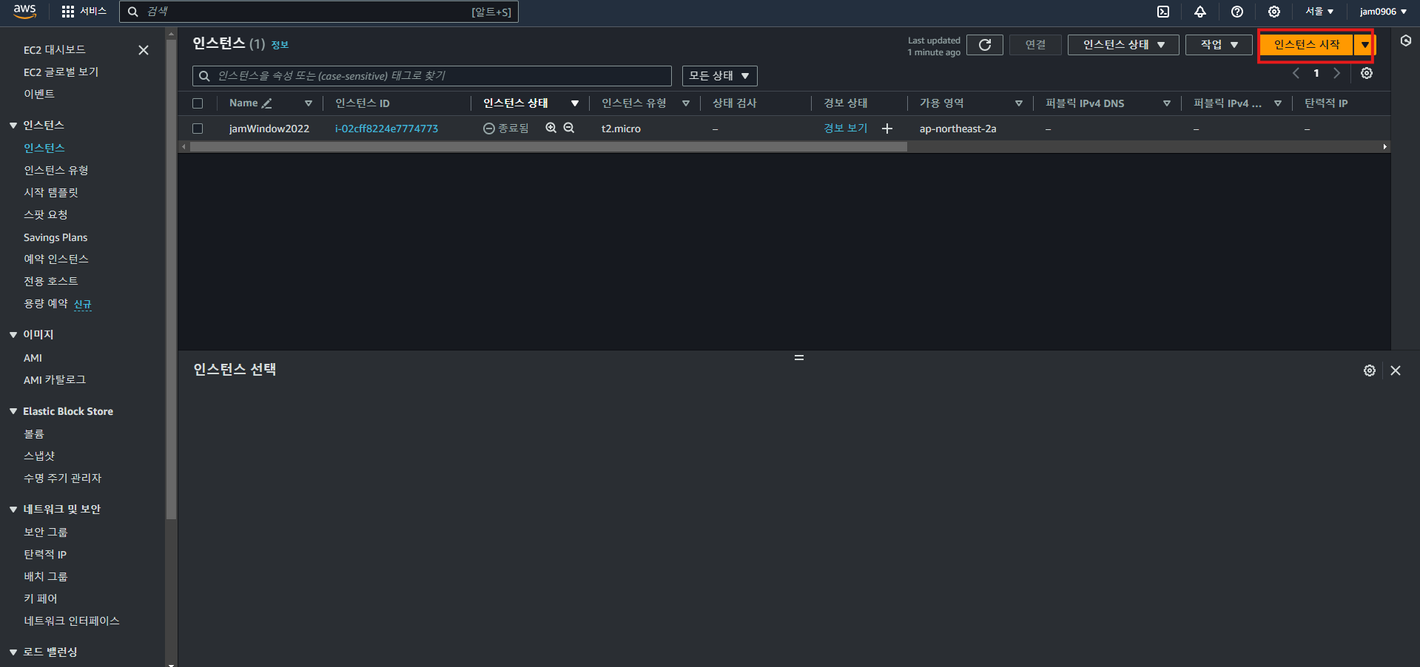 aws
서비스
검색
[알트+S]
서울
jam0906
EC2 대시보드
EC2 글로벌 보기
이벤트
인스턴스
인스턴스
인스턴스 유형
시작 템플릿
스팟 요청
Savings Plans
예약 인스턴스
전용 호스트
용량 예약 신규
이미지
AMI
AMI 카탈로그
Elastic Block Store
볼륨
스냅샷
수명 주기 관리자
네트워크 및 보안
보안 그룹
탄력적 IP
배치 그룹
키 페어
네트워크 인터페이스
로드 밸런싱
인스턴스 (1) 정보
Last updated
1 minute ago
연결
인스턴스 상태
작업
인스턴스 시작
인스턴스을 속성 또는 (case-sensitive) 태그로 찾기
모든 상태
1
Name 인스턴스 ID 인스턴스 상태 인스턴스 유형 상태 검사 경보 상태 가용 영역 퍼블릭 IPv4 DNS 퍼블릭 IPv4 ... 탄력적 IP
jamWindow2022 i-02cff8224e7774773 종료됨 t2.micro – 경보 보기 + ap-northeast-2a – – –
인스턴스 선택